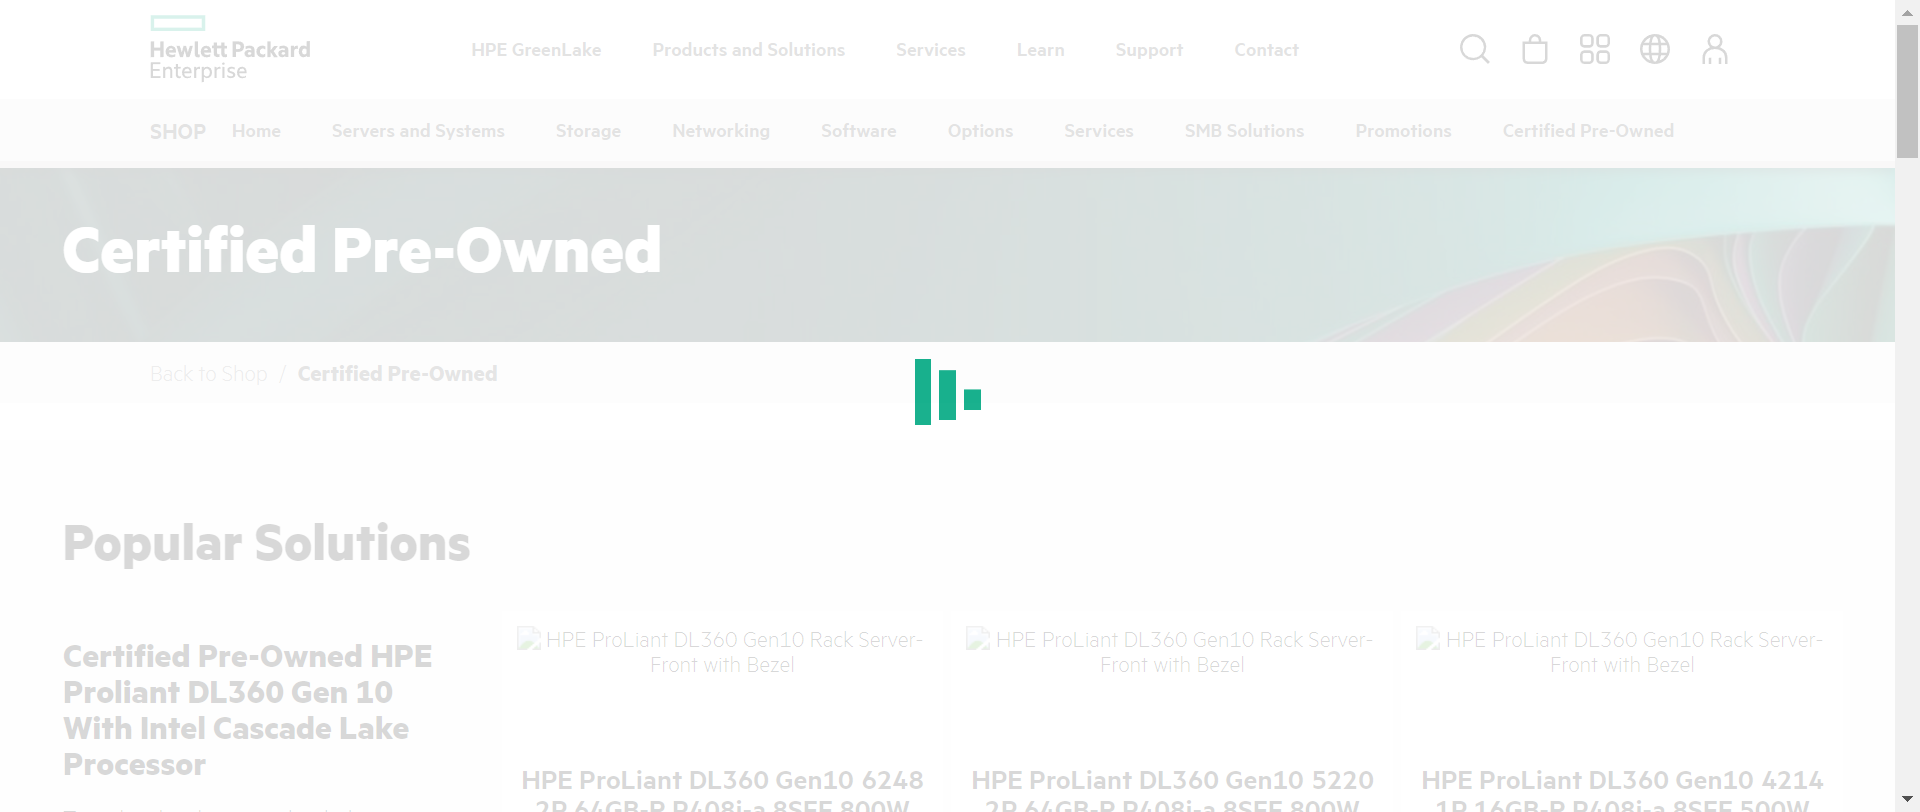 Hewlett Packard
Enterprise
HPE GreenLake
Products and Solutions
Services
Learn
Support
Contact
SHOP
Home
Servers and Systems
Storage
Networking
Software
Options
Services
SMB Solutions
Promotions
Certified Pre-Owned
Certified Pre-Owned
Back to Shop / Certified Pre-Owned
Popular Solutions
Certified Pre-Owned HPE
Proliant DL360 Gen 10
With Intel Cascade Lake
Processor
HPE ProLiant DL360 Gen10 Rack Server-
Front with Bezel
HPE ProLiant DL360 Gen10 6248
2P 64GB-R P408i-a 8SFF 800W
HPE ProLiant DL360 Gen10 Rack Server-
Front with Bezel
HPE ProLiant DL360 Gen10 5220
2P 64GB-R P408i-a 8SFF 800W
HPE ProLiant DL360 Gen10 Rack Server-
Front with Bezel
HPE ProLiant DL360 Gen10 4214
1P 16GB-R P408i-a 8SFF 500W